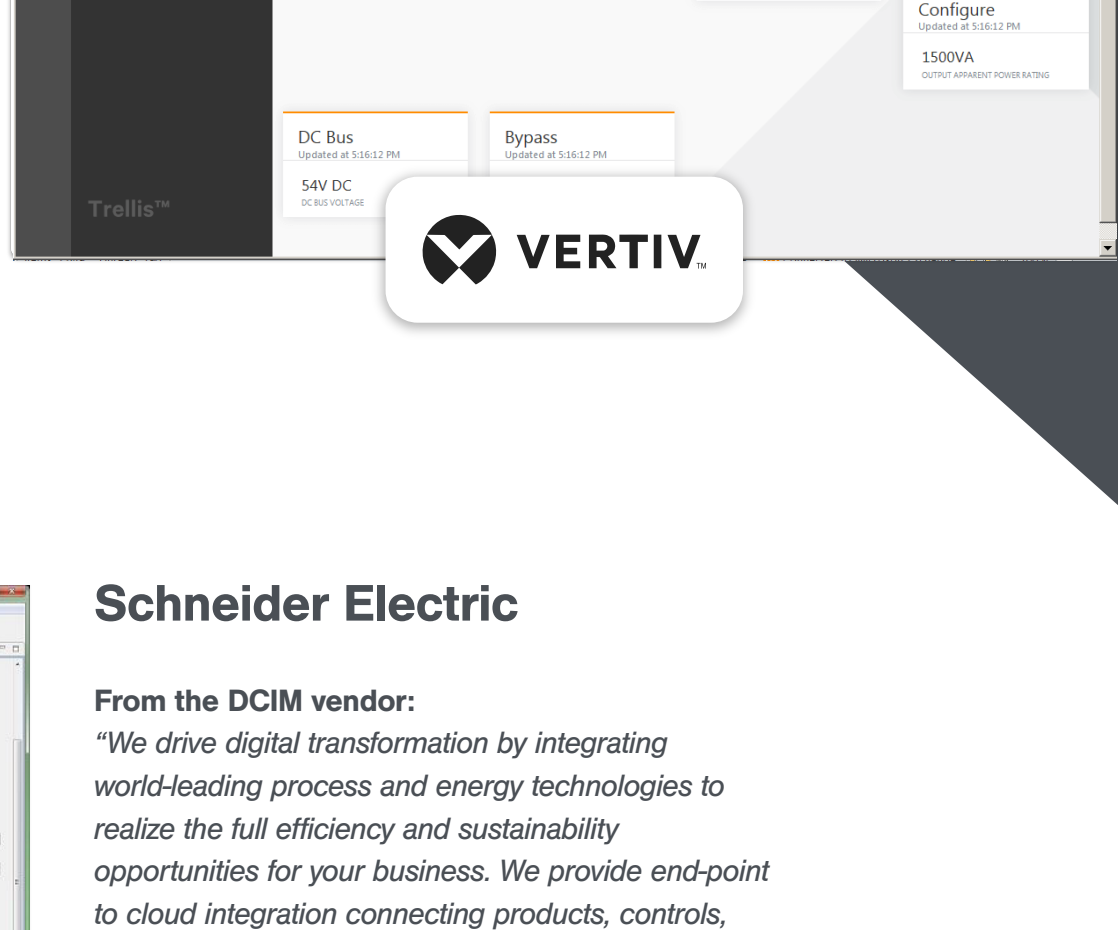 Configure
Updated at 5:16:12 PM
1500VA
OUTPUT APPARENT POWER RATING
DC Bus
Updated at 5:16:12 PM
54V DC
DC BUS VOLTAGE
Bypass
Updated at 5:16:12 PM
Trellis™
VERTIV™
Schneider Electric
From the DCIM vendor:
“We drive digital transformation by integrating
world-leading process and energy technologies to
realize the full efficiency and sustainability
opportunities for your business. We provide end-point
to cloud integration connecting products, controls,